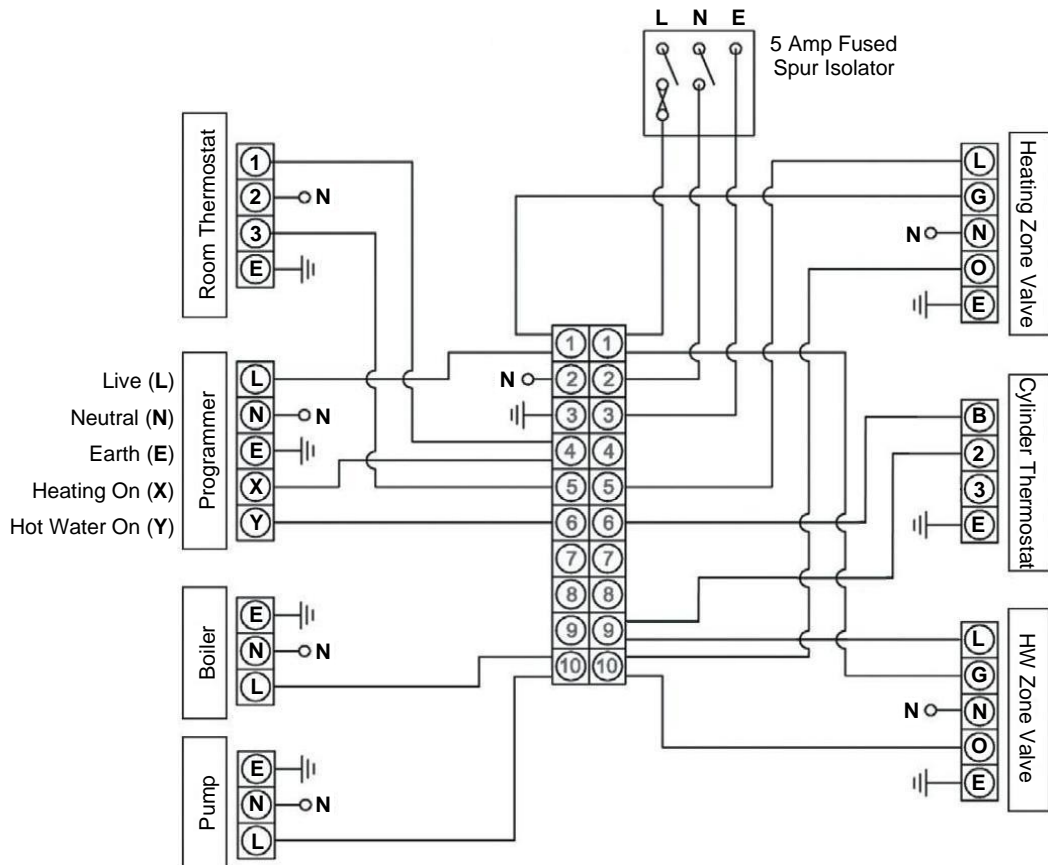 L N E
5 Amp Fused
Spur Isolator
Room Thermostat
1
2 N
3
E
Programmer
Live (L) L
Neutral (N) N N
Earth (E) E
Heating On (X) X
Hot Water On (Y) Y
Boiler
E
N N
L
Pump
E
N N
L
1 1
N 2 2
3 3
4 4
5 5
6 6
7 7
8 8
9 9
10 10
Heating Zone Valve
L
G
N N
O
E
Cylinder Thermostat
B
2
3
E
HW Zone Valve
L
G
N N
O
E